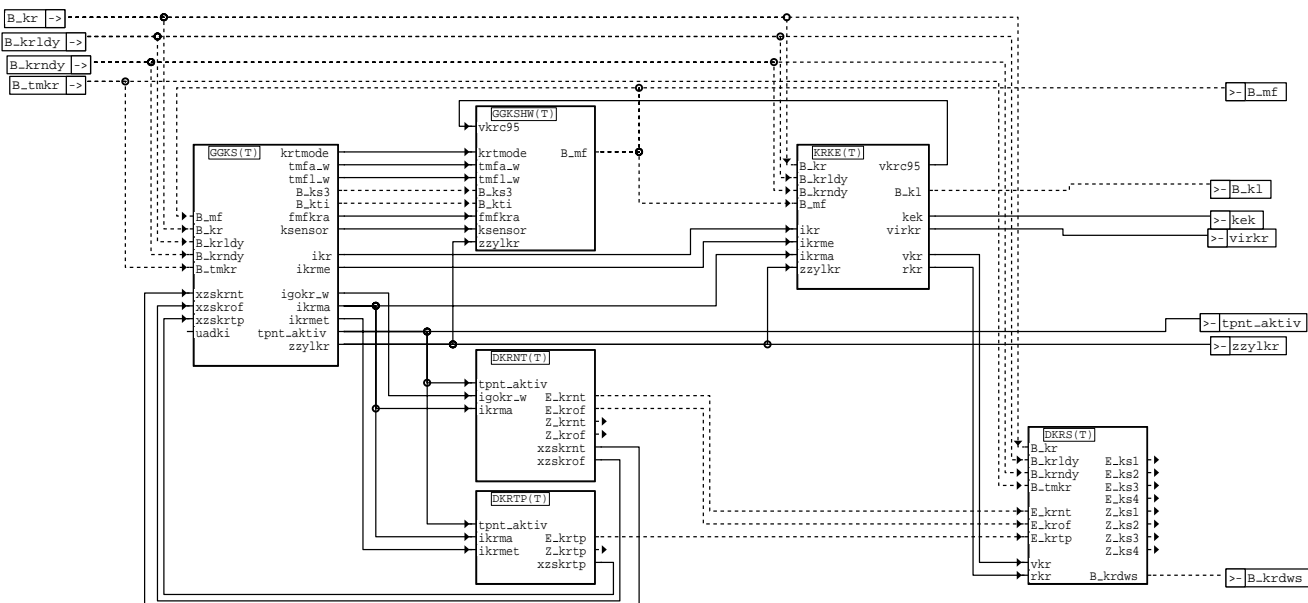 B_kr ->
B_krldy ->
B_krndy ->
B_tmkr ->
>- B_mf
GGKSHW(T)
vkrc95
krtmode
B_mf
tmfa_w
tmfl_w
B_ks3
B_kti
fmfkra
ksensor
zzylkr
GGKS(T)
krtmode
tmfa_w
tmfl_w
B_ks3
B_kti
B_mf
fmfkra
B_kr
ksensor
B_krldy
B_krndy
ikr
B_tmkr
ikrme
xzskrnt
igokr_w
xzskrof
ikrma
xzskrtp
ikrmet
uadki
tpnt_aktiv
zzylkr
KRKE(T)
B_kr
vkrc95
B_krldy
B_krndy
B_kl
B_mf
kek
ikr
virkr
ikrme
ikrma
vkr
zzylkr
rkr
>- B_kl
>- kek
>- virkr
>- tpnt_aktiv
>- zzylkr
DKRNT(T)
tpnt_aktiv
igokr_w
E_krnt
ikrma
E_krof
Z_krnt
Z_krof
xzskrnt
xzskrof
DKRTP(T)
tpnt_aktiv
ikrma
E_krtp
ikrmet
Z_krtp
xzskrtp
DKRS(T)
B_kr
B_krldy
E_ks1
B_krndy
E_ks2
B_tmkr
E_ks3
E_ks4
E_krnt
Z_ks1
E_krof
Z_ks2
E_krtp
Z_ks3
Z_ks4
vkr
rkr
B_krdws
>- B_krdws